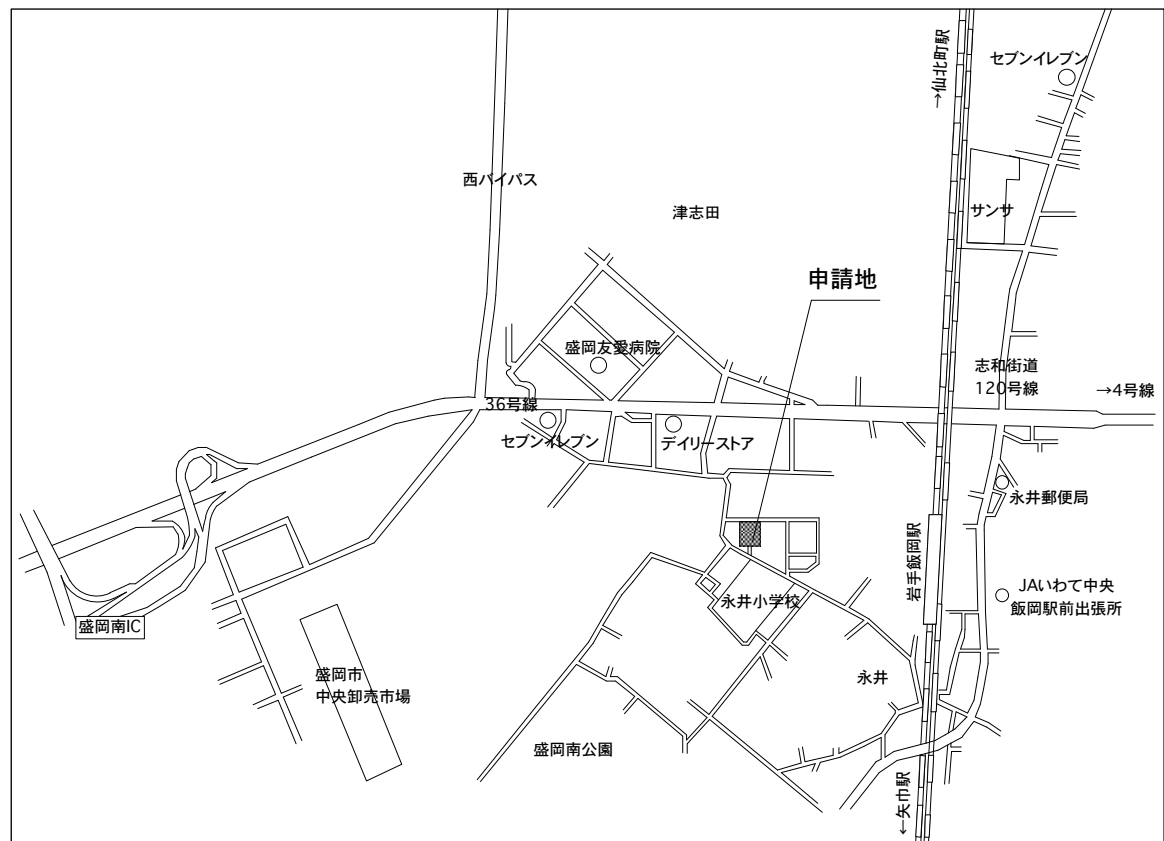 →仙北町駅
セブンイレブン
西バイパス
津志田
サンサ
申請地
盛岡友愛病院
志和街道
120号線
→4号線
36号線
セブンイレブン
デイリーストア
永井郵便局
岩手飯岡駅
JAいわて中央
飯岡駅前出張所
永井小学校
盛岡南IC
盛岡市
中央卸売市場
永井
盛岡南公園
←矢巾駅